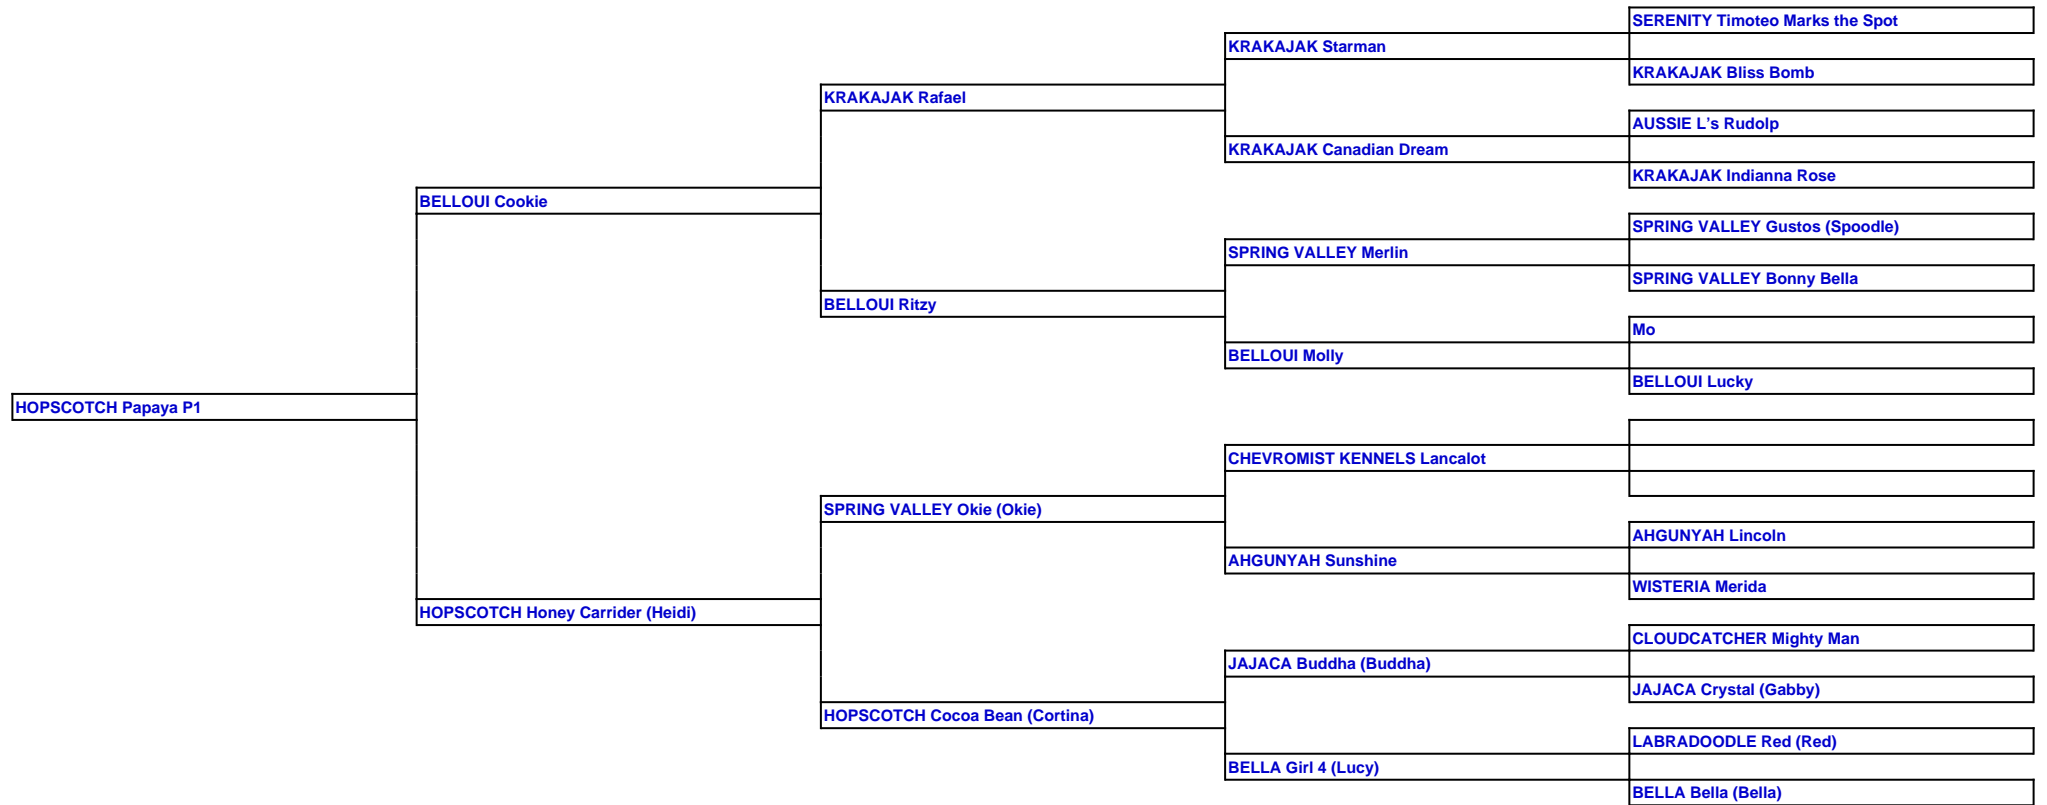 SERENITY Timoteo Marks the Spot
KRAKAJAK Starman
KRAKAJAK Bliss Bomb
KRAKAJAK Rafael
AUSSIE L’s Rudolp
KRAKAJAK Canadian Dream
KRAKAJAK Indianna Rose
BELLOUI Cookie
SPRING VALLEY Gustos (Spoodle)
SPRING VALLEY Merlin
SPRING VALLEY Bonny Bella
BELLOUI Ritzy
Mo
BELLOUI Molly
BELLOUI Lucky
HOPSCOTCH Papaya P1
CHEVROMIST KENNELS Lancalot
SPRING VALLEY Okie (Okie)
AHGUNYAH Lincoln
AHGUNYAH Sunshine
WISTERIA Merida
HOPSCOTCH Honey Carrider (Heidi)
CLOUDCATCHER Mighty Man
JAJACA Buddha (Buddha)
JAJACA Crystal (Gabby)
HOPSCOTCH Cocoa Bean (Cortina)
LABRADOODLE Red (Red)
BELLA Girl 4 (Lucy)
BELLA Bella (Bella)